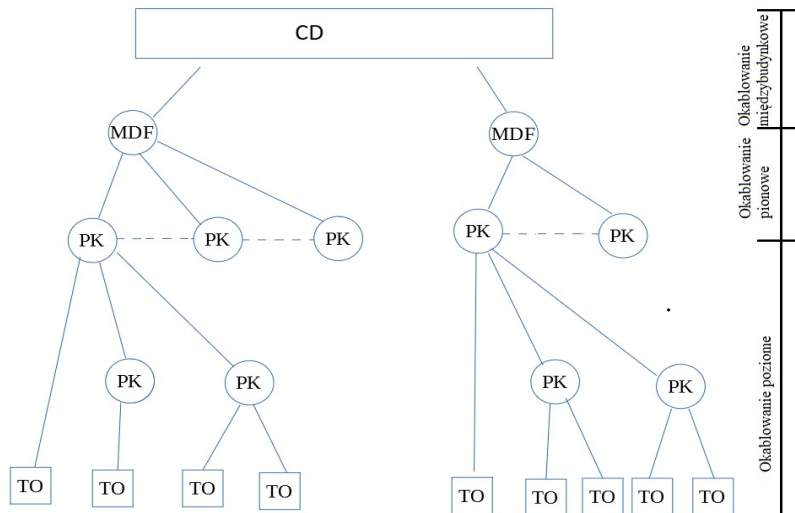 CD
Okablowanie
międzybudynkowe
MDF
MDF
Okablowanie
pionowe
PK
PK
PK
PK
PK
Okablowanie poziome
PK
PK
PK
PK
TO
TO
TO
TO
TO
TO
TO
TO
TO